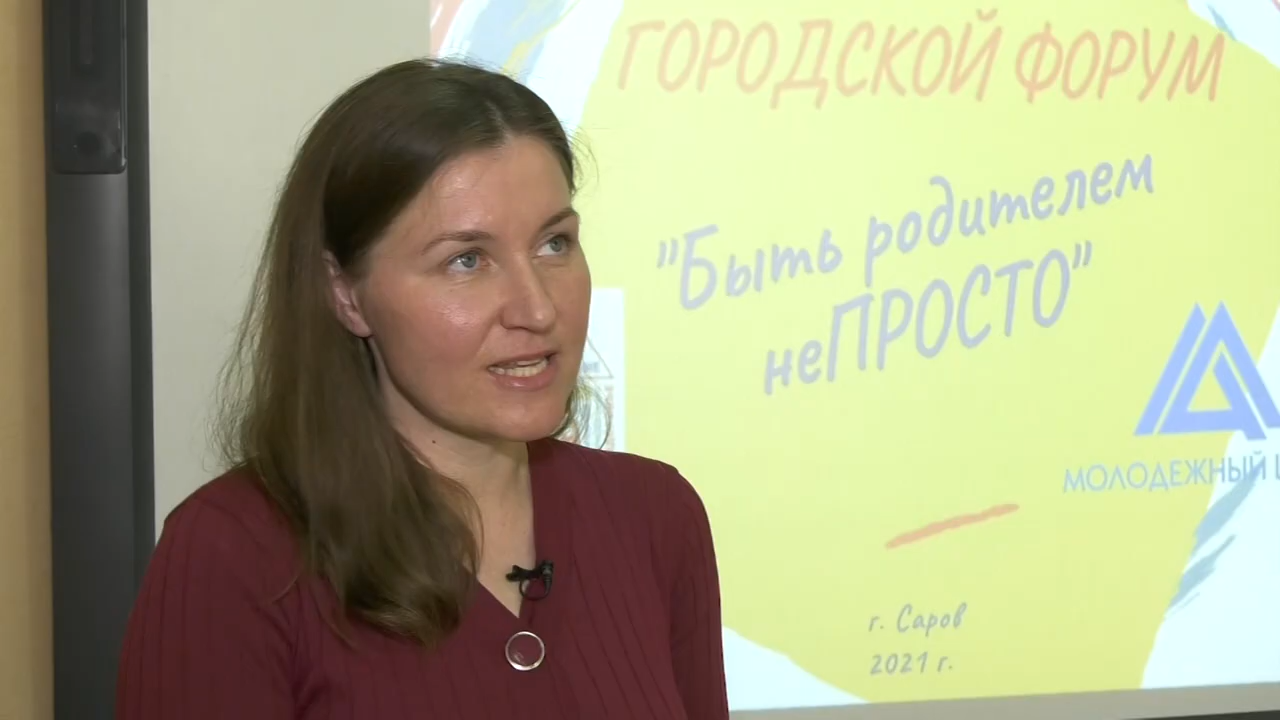 ГОРОДСКОЙ ФОРУМ
"Быть родителем
неПРОСТО"
МОЛОДЕЖНЫЙ
г. Саров
2021 г.